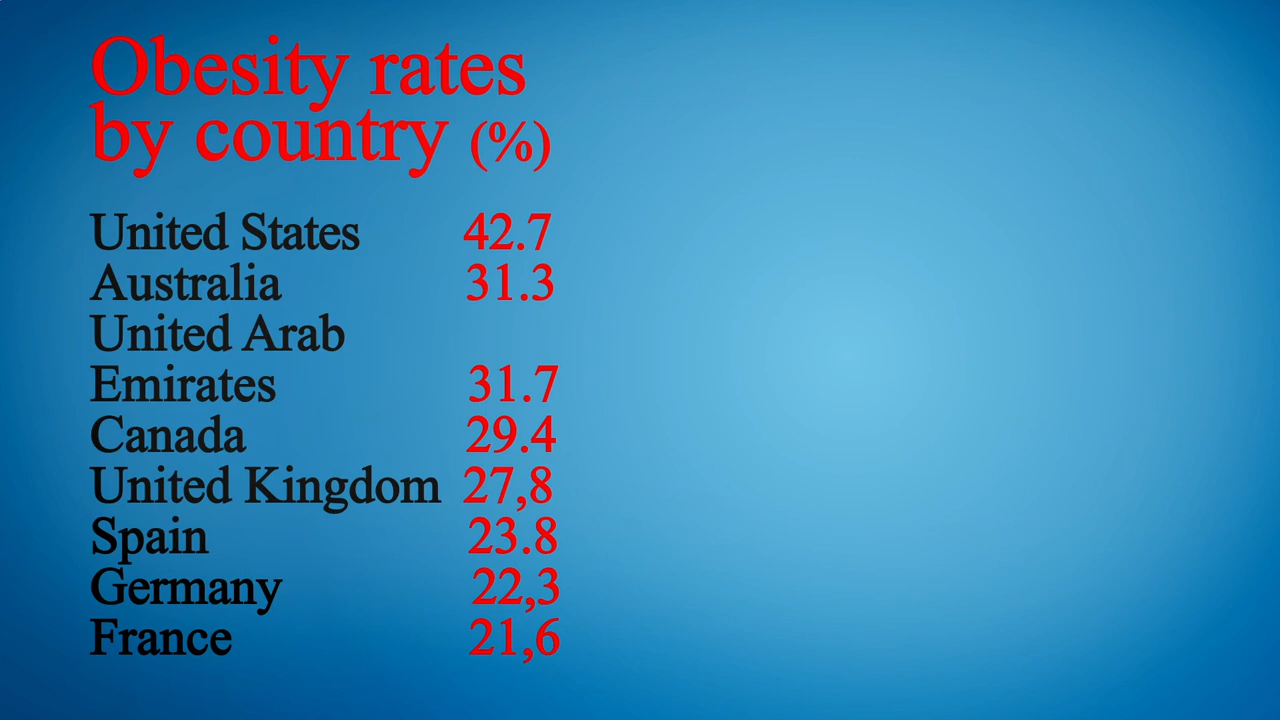 Obesity rates
by country (%)
United States 42.7
Australia 31.3
United Arab
Emirates 31.7
Canada 29.4
United Kingdom 27,8
Spain 23.8
Germany 22,3
France 21,6